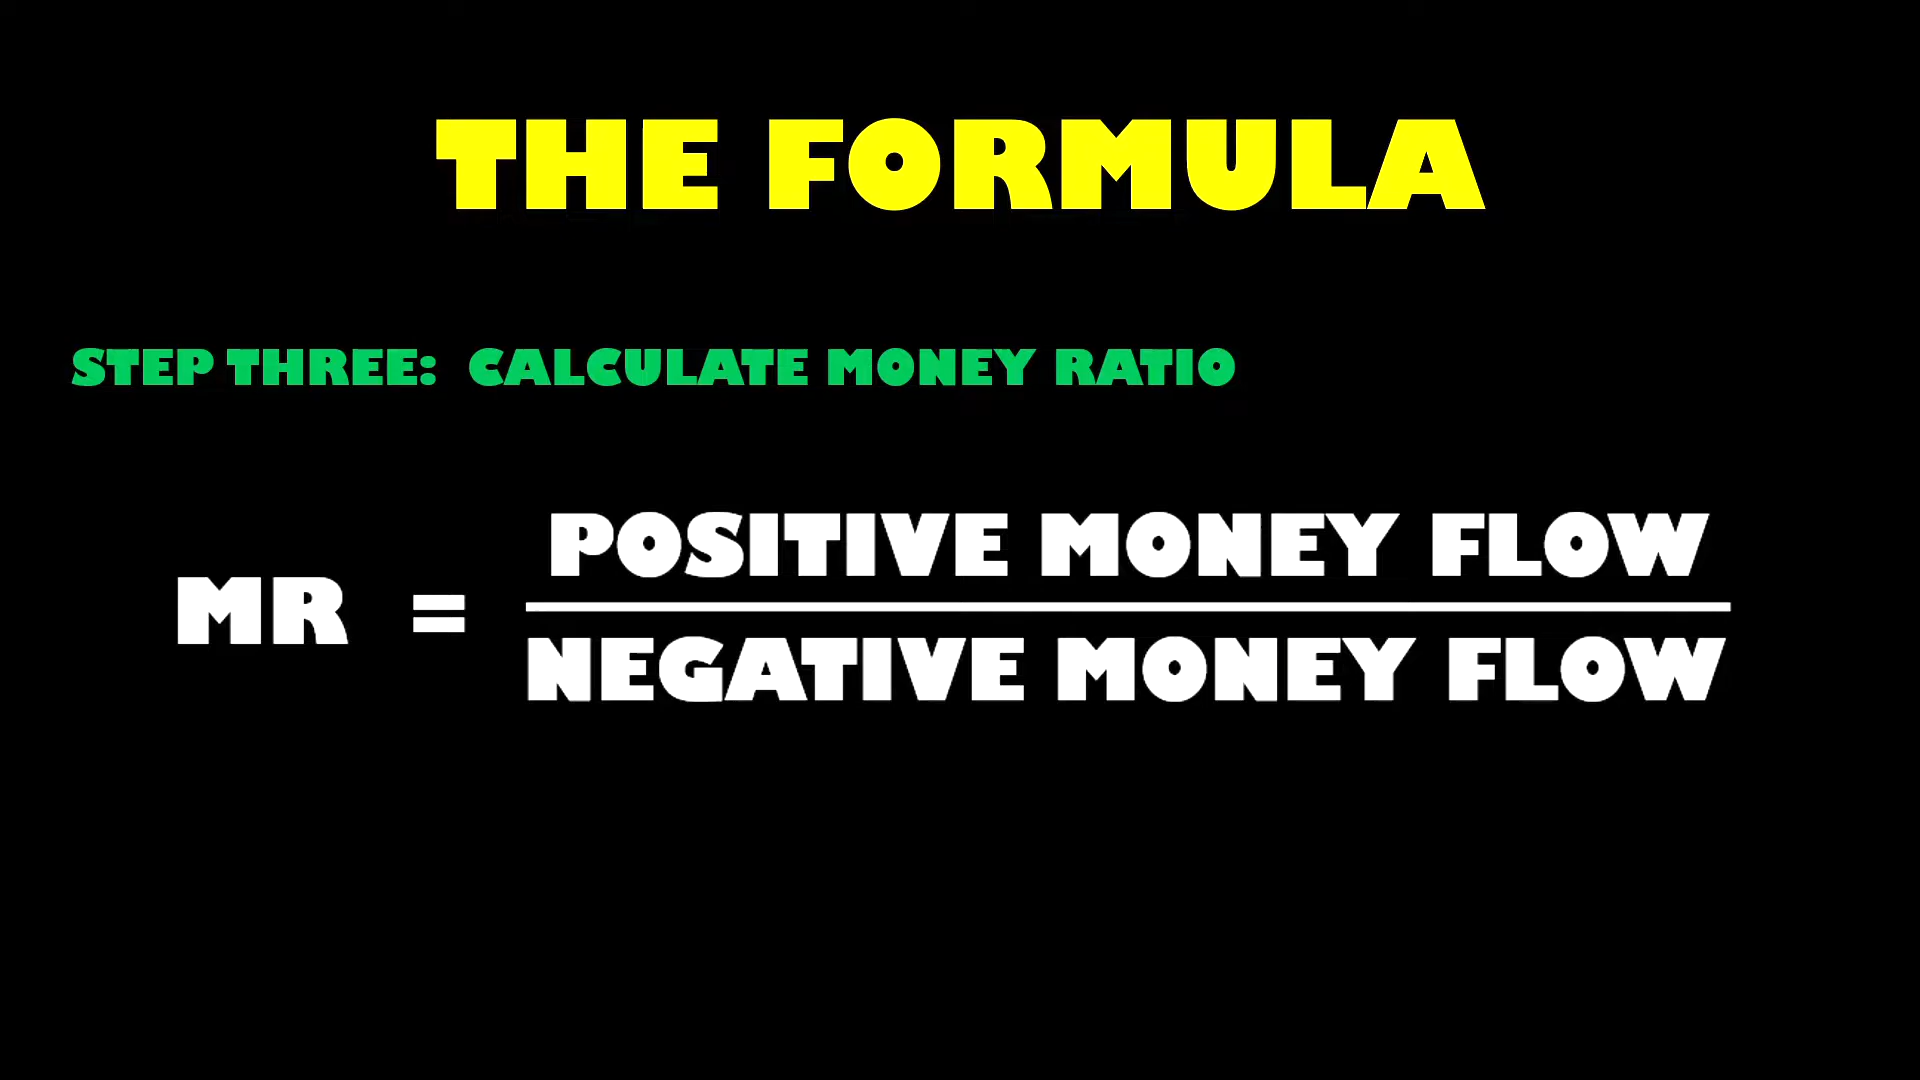 THE FORMULA
STEP THREE: CALCULATE MONEY RATIO
MR = POSITIVE MONEY FLOW
NEGATIVE MONEY FLOW